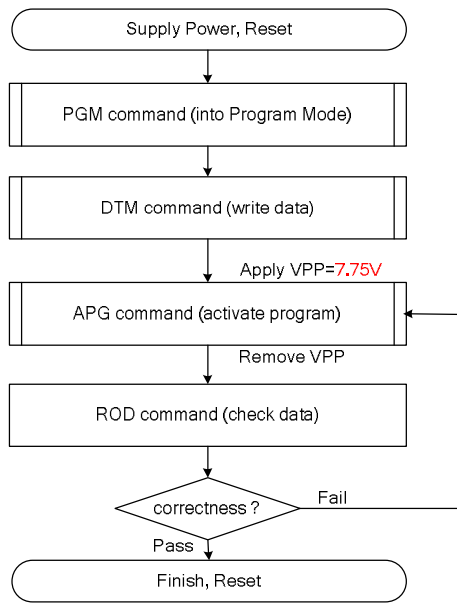 Supply Power, Reset
PGM command (into Program Mode)
DTM command (write data)
Apply VPP=7.75V
APG command (activate program)
Remove VPP
ROD command (check data)
correctness ?
Fail
Pass
Finish, Reset